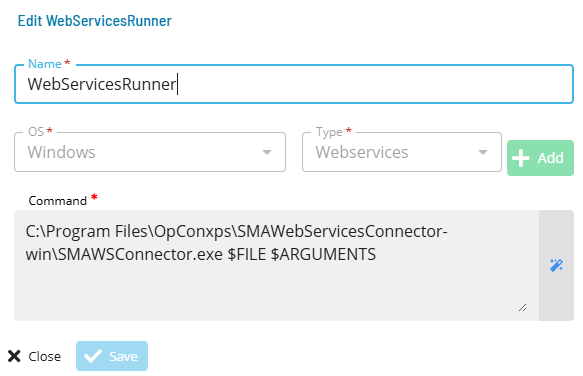 Edit WebServicesRunner
Name *
WebServicesRunner
OS *
Windows
Type *
Webservices
Add
Command *
C:\Program Files\OpConxps\SMAWebServicesConnector-
win\SMAWSConnector.exe $FILE $ARGUMENTS
Close
Save